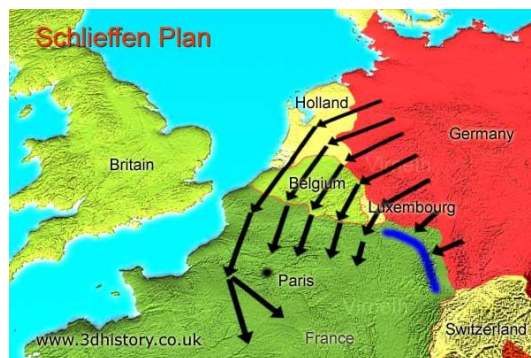 Schlieffen Plan
Holland
Germany
Britain
Belgium
Luxembourg
Paris
www.3dhistory.co.uk
France
Switzerland